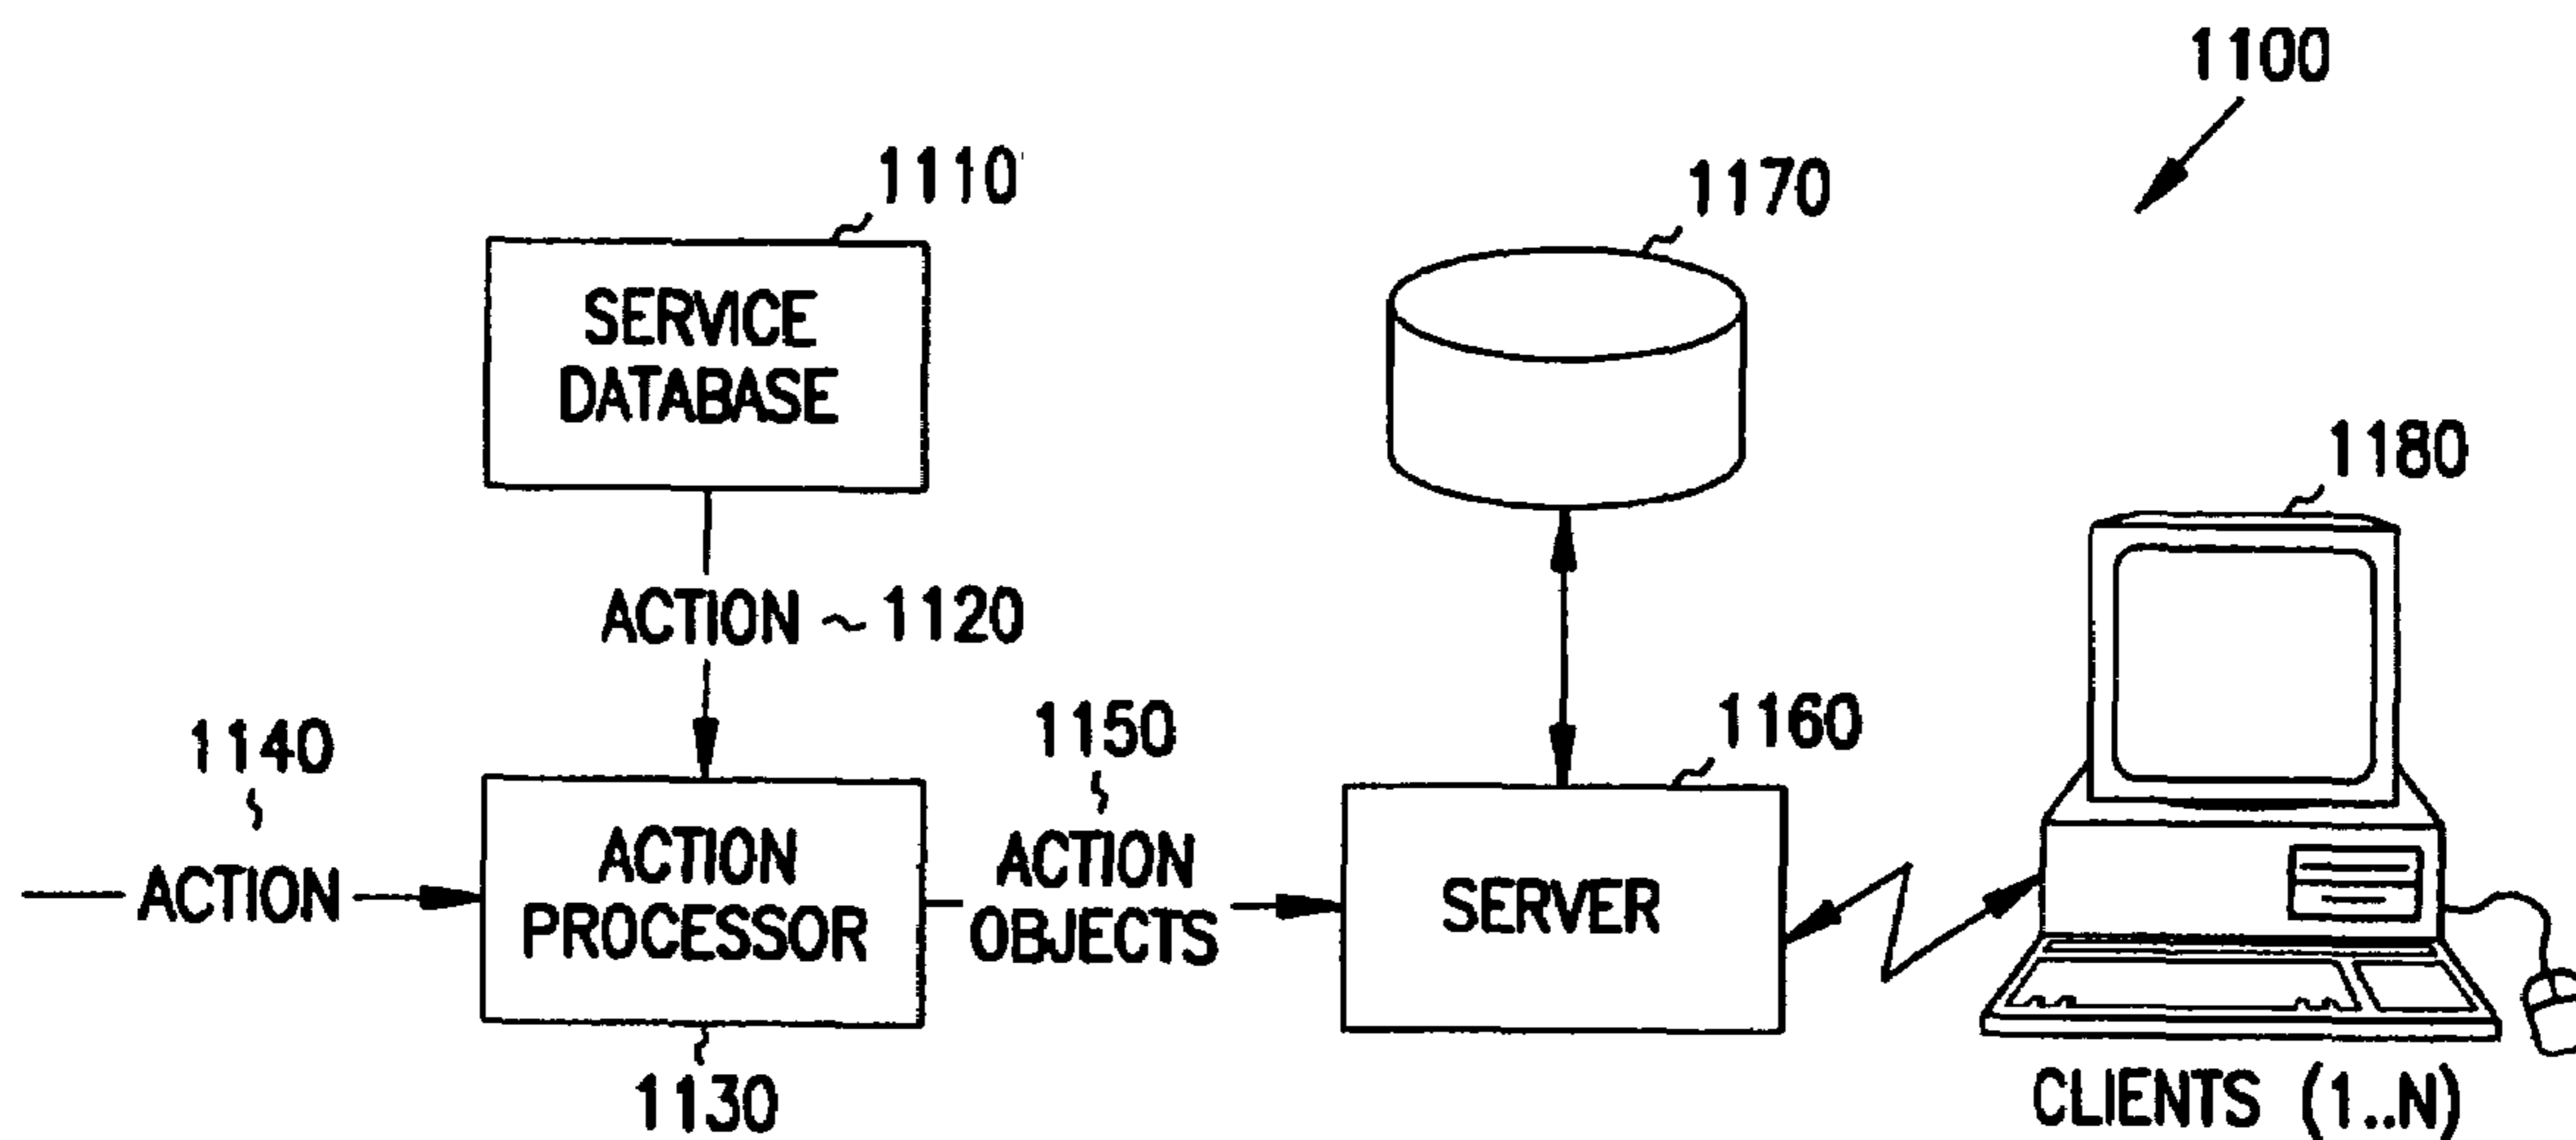 1100
1110
1170
SERVICE
DATABASE
1180
ACTION
1120
1140
1150
1160
ACTION
ACTION
PROCESSOR
ACTION
OBJECTS
SERVER
1130
CLIENTS (1..N)